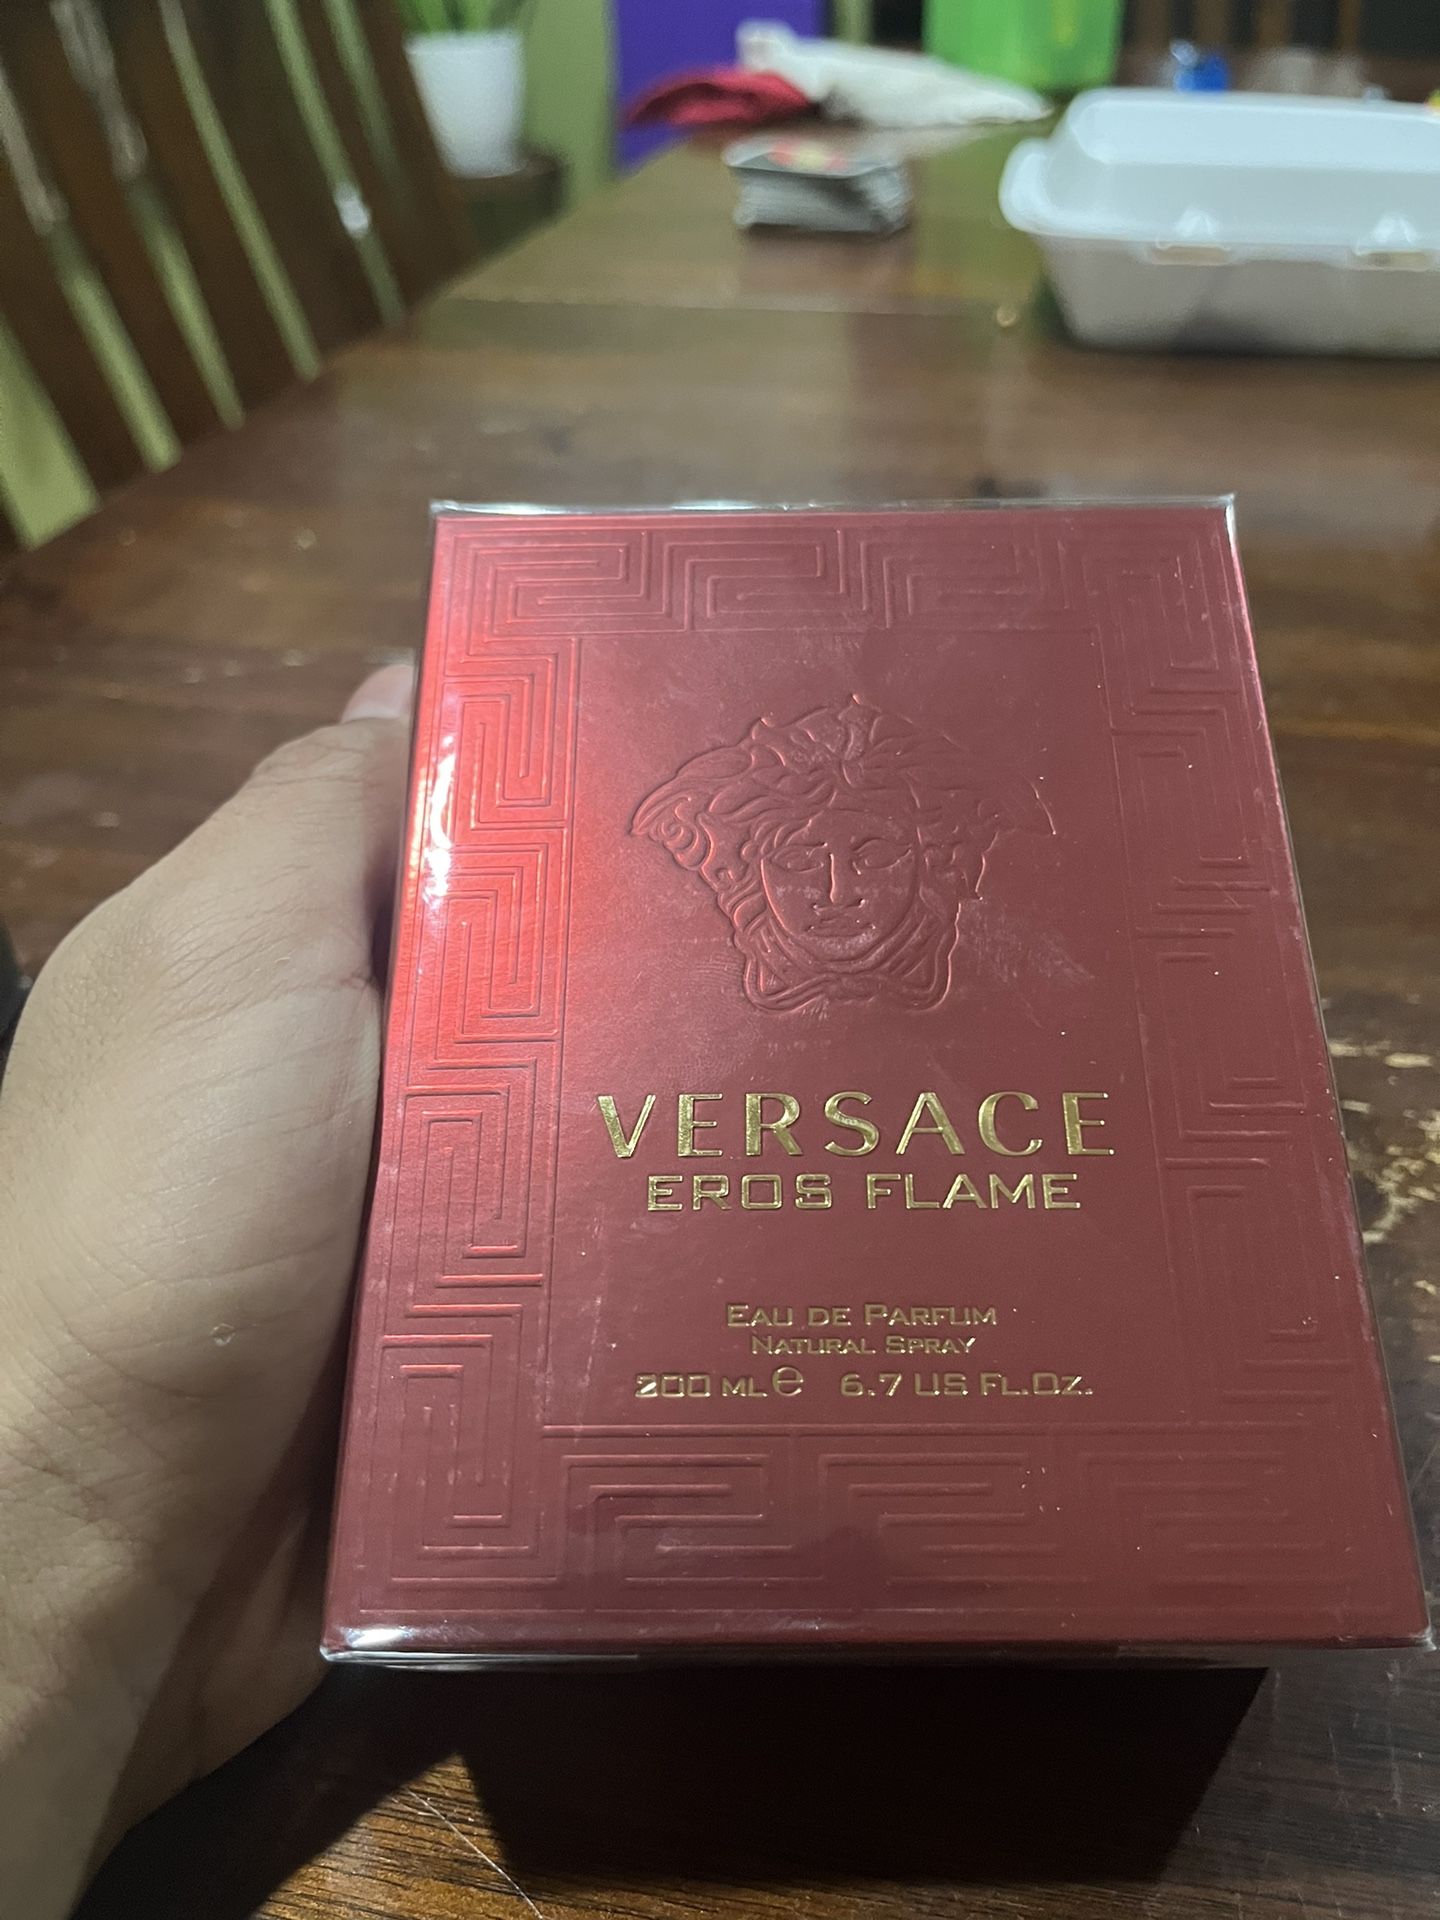 VERSACE
EROS FLAME
EAU DE PARFUM
NATURAL SPRAY
200 ML ℮ 6.7 US FL.OZ.